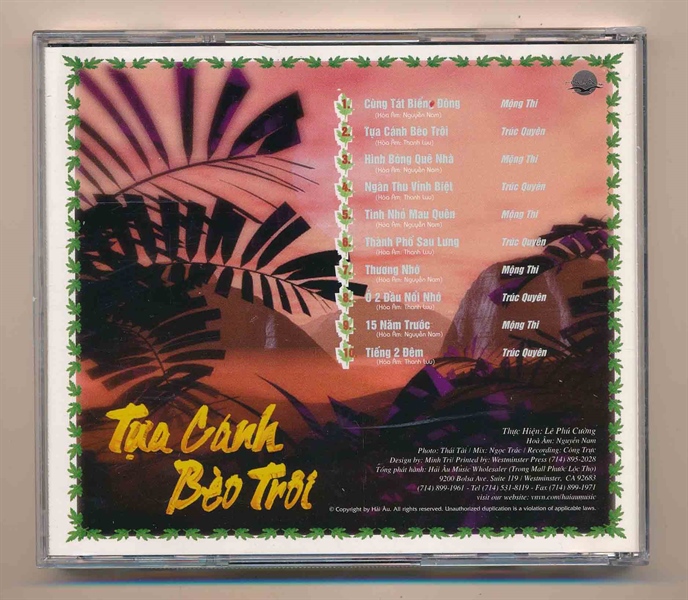 1. Cùng Tát Biển Đông Mộng Thi
(Hòa Âm: Nguyễn Nam)
2. Tựa Cánh Bèo Trôi Trúc Quyên
(Hòa Âm: Thanh Lưu)
3. Hình Bóng Quê Nhà Mộng Thi
(Hòa Âm: Nguyễn Nam)
4. Ngàn Thu Vĩnh Biệt Trúc Quyên
(Hòa Âm: Thanh Lưu)
5. Tình Nhỏ Mau Quên Mộng Thi
(Hòa Âm: Nguyễn Nam)
6. Thành Phố Sau Lưng Trúc Quyên
(Hòa Âm: Thanh Lưu)
7. Thương Nhớ Mộng Thi
(Hòa Âm: Nguyễn Nam)
8. Ở 2 Đầu Nỗi Nhớ Trúc Quyên
(Hòa Âm: Thanh Lưu)
9. 15 Năm Trước Mộng Thi
(Hòa Âm: Nguyễn Nam)
10. Tiếng 2 Đêm Trúc Quyên
(Hòa Âm: Thanh Lưu)
Tựa Cánh
Bèo Trôi
Thực Hiện: Lê Phú Cường
Hoà Âm: Nguyễn Nam
Photo: Thái Tài / Mix: Ngọc Trác / Recording: Công Trực
Design by: Minh Trữ Printed by: Westminster Press (714) 895-2028
Tổng phát hành: Hải Âu Music Wholesaler (Trong Mall Phước Lộc Thọ)
9200 Bolsa Ave. Suite 119 / Westminster, CA 92683
(714) 899-1961 - Tel (714) 531-8119 - Fax (714) 899-1971
visit our website: vmvn.com/haiaumusic
© Copyright by Hải Âu. All rights reserved. Unauthorized duplication is a violation of applicable laws.